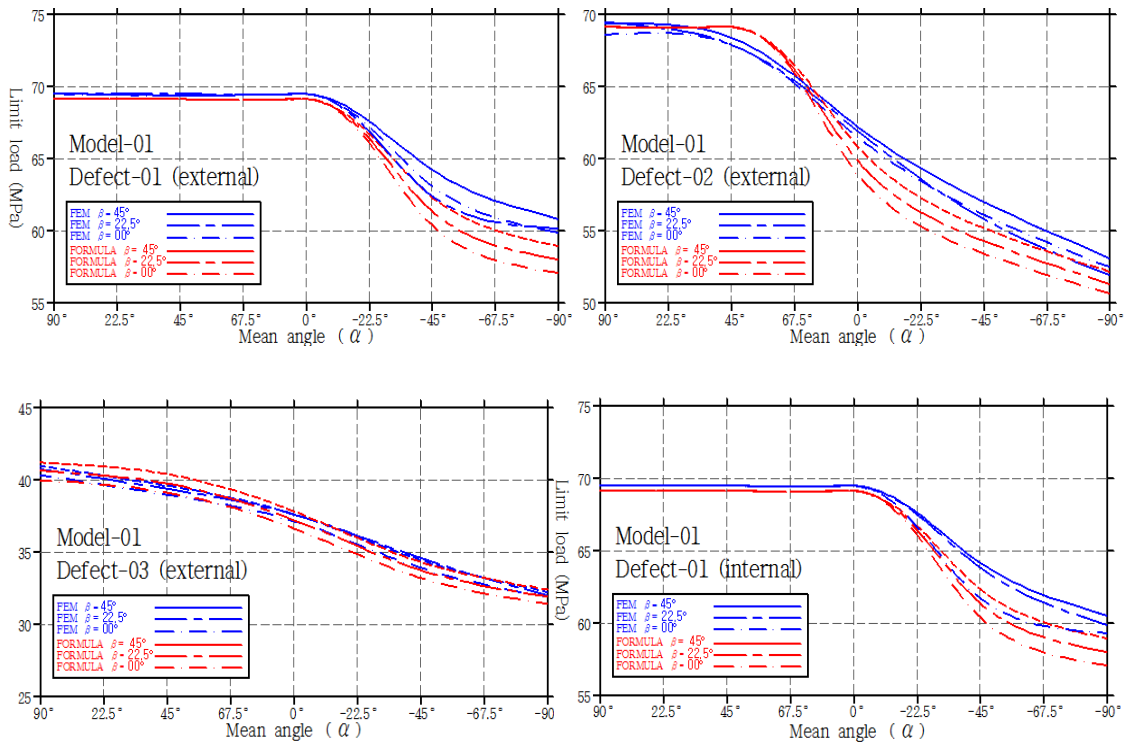 75
70
65
60
55
Limit load (MPa)
Model-01
Defect-01 (external)
FEM β= 45°
FEM β= 22,5°
FEM β= 00°
FORMULA β= 45°
FORMULA β= 22,5°
FORMULA β= 00°
90° 22.5° 45° 67.5° 0° -22.5° -45° -67.5° -90°
Mean angle ( α )
70
65
60
55
50
Model-01
Defect-02 (external)
FEM β= 45°
FEM β= 22,5°
FEM β= 00°
FORMULA β= 45°
FORMULA β= 22,5°
FORMULA β= 00°
90° 22.5° 45° 67.5° 0° -22.5° -45° -67.5° -90°
Mean angle ( α )
45
40
35
30
25
Model-01
Defect-03 (external)
FEM β= 45°
FEM β= 22,5°
FEM β= 00°
FORMULA β= 45°
FORMULA β= 22,5°
FORMULA β= 00°
90° 22.5° 45° 67.5° 0° -22.5° -45° -67.5° -90
Mean angle ( α )
75
70
65
60
55
Limit load (MPa)
Model-01
Defect-01 (internal)
FEM β= 45°
FEM β= 22,5°
FEM β= 00°
FORMULA β= 45°
FORMULA β= 22,5°
FORMULA β= 00°
90° 22.5° 45° 67.5° 0° -22.5° -45° -67.5° -90°
Mean angle ( α )